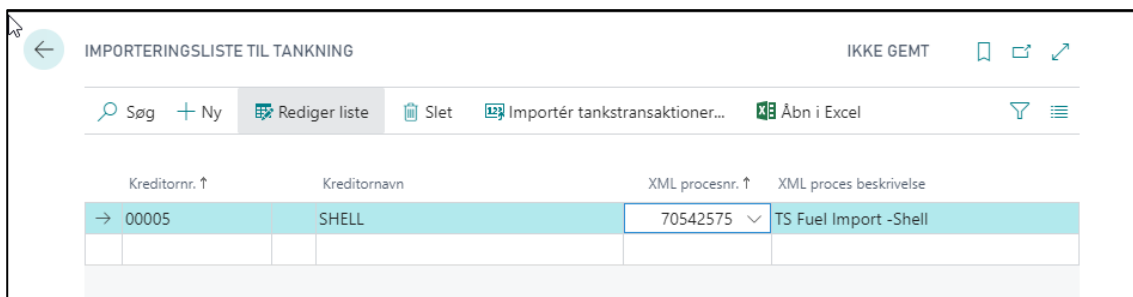 IMPORTERINGSLISTE TIL TANKNING IKKE GEMT
Søg Ny Rediger liste Slet Importér tankstransaktioner... Åbn i Excel
Kreditornr. ↑ Kreditornavn XML procesnr. ↑ XML proces beskrivelse
→ 00005 SHELL 70542575 TS Fuel Import -Shell